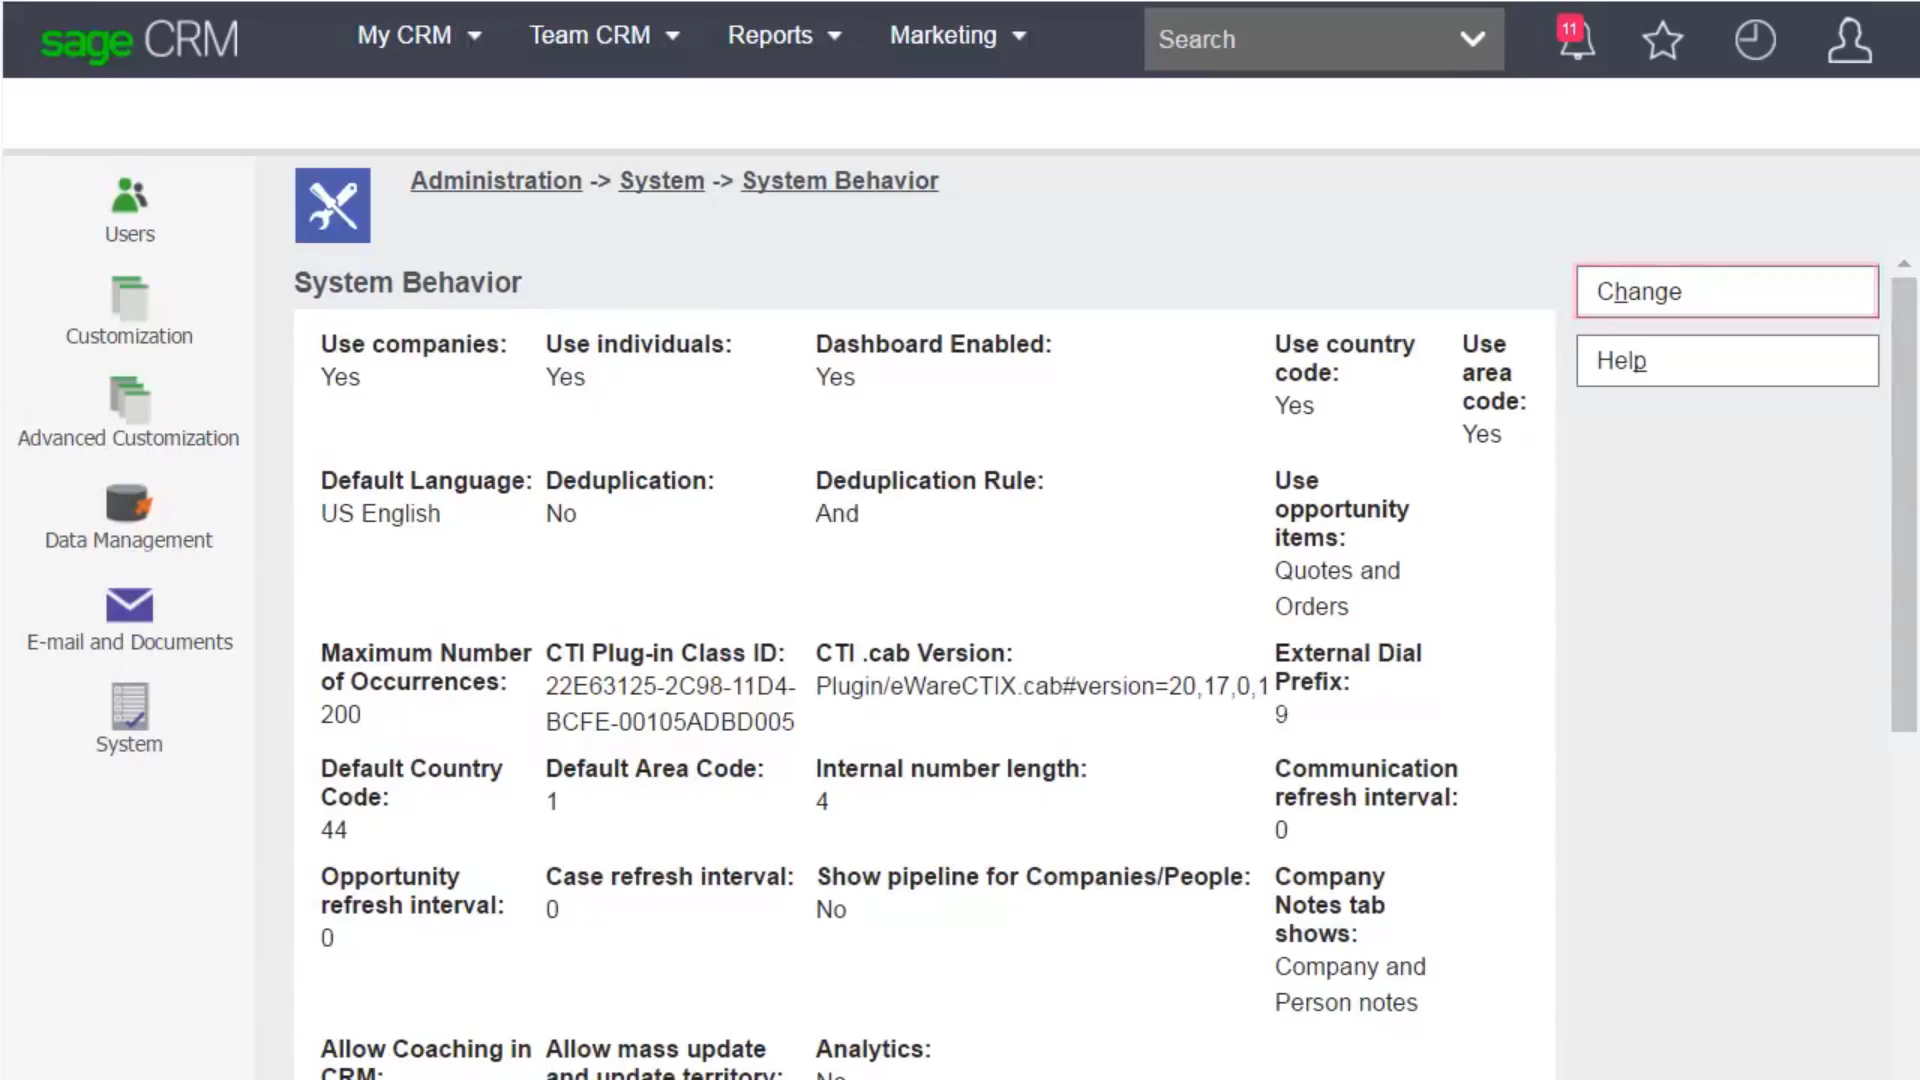 sage CRM
My CRM
Team CRM
Reports
Marketing
Search
11
Users
Customization
Advanced Customization
Data Management
E-mail and Documents
System
Administration -> System -> System Behavior
System Behavior
Change
Help
Use companies:
Yes
Use individuals:
Yes
Dashboard Enabled:
Yes
Use country
code:
Yes
Use
area
code:
Yes
Default Language:
US English
Deduplication:
No
Deduplication Rule:
And
Use
opportunity
items:
Quotes and
Orders
Maximum Number
of Occurrences:
200
CTI Plug-in Class ID:
22E63125-2C98-11D4-
BCFE-00105ADBD005
CTI .cab Version:
Plugin/eWareCTIX.cab#version=20,17,0,1
External Dial
Prefix:
9
Default Country
Code:
44
Default Area Code:
1
Internal number length:
4
Communication
refresh interval:
0
Opportunity
refresh interval:
0
Case refresh interval:
0
Show pipeline for Companies/People:
No
Company
Notes tab
shows:
Company and
Person notes
Allow Coaching in
CRM:
Allow mass update
and update territory:
Analytics:
No